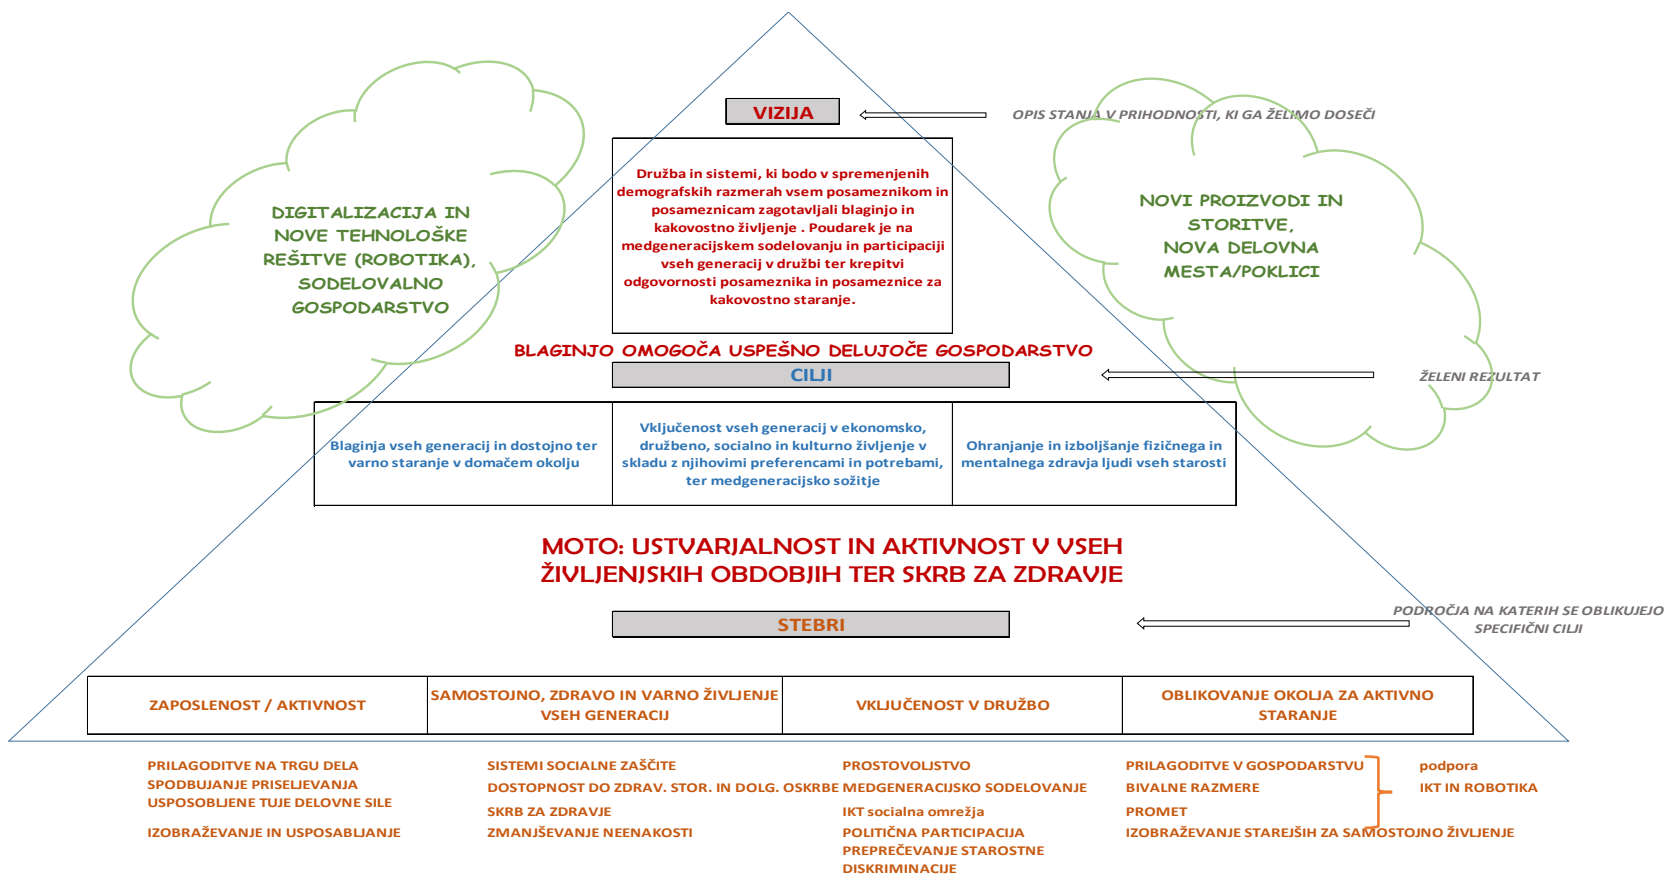 VIZIJA
OPIS STANJA V PRIHODNOSTI, KI GA ŽELIMO DOSEČI
Družba in sistemi, ki bodo v spremenjenih
demografskih razmerah vsem posameznikom in
posameznicam zagotavljali blaginjo in
kakovostno življenje . Poudarek je na
medgeneracijskem sodelovanju in participaciji
vseh generacij v družbi ter krepitvi
odgovornosti posameznika in posameznice za
kakovostno staranje.
DIGITALIZACIJA IN
NOVE TEHNOLOŠKE
REŠITVE (ROBOTIKA),
SODELOVALNO
GOSPODARSTVO
NOVI PROIZVODI IN
STORITVE,
NOVA DELOVNA
MESTA/POKLICI
BLAGINJO OMOGOČA USPEŠNO DELUJOČE GOSPODARSTVO
CILJI
ŽELENI REZULTAT
Blaginja vseh generacij in dostojno ter
varno staranje v domačem okolju
Vključenost vseh generacij v ekonomsko,
družbeno, socialno in kulturno življenje v
skladu z njihovimi preferencami in potrebami,
ter medgeneracijsko sožitje
Ohranjanje in izboljšanje fizičnega in
mentalnega zdravja ljudi vseh starosti
MOTO: USTVARJALNOST IN AKTIVNOST V VSEH
ŽIVLJENJSKIH OBDOBJIH TER SKRB ZA ZDRAVJE
STEBRI
PODROČJA NA KATERIH SE OBLIKUJEJO
SPECIFIČNI CILJI
ZAPOSLENOST / AKTIVNOST
SAMOSTOJNO, ZDRAVO IN VARNO ŽIVLJENJE
VSEH GENERACIJ
VKLJUČENOST V DRUŽBO
OBLIKOVANJE OKOLJA ZA AKTIVNO
STARANJE
PRILAGODITVE NA TRGU DELA
SPODBUJANJE PRISELJEVANJA
USPOSOBLJENE TUJE DELOVNE SILE
IZOBRAŽEVANJE IN USPOSABLJANJE
SISTEMI SOCIALNE ZAŠČITE
DOSTOPNOST DO ZDRAV. STOR. IN DOLG. OSKRBE
SKRB ZA ZDRAVJE
ZMANJŠEVANJE NEENAKOSTI
PROSTOVOLJSTVO
MEDGENERACIJSKO SODELOVANJE
IKT socialna omrežja
POLITIČNA PARTICIPACIJA
PREPREČEVANJE STAROSTNE
DISKRIMINACIJE
PRILAGODITVE V GOSPODARSTVU
BIVALNE RAZMERE
PROMET
IZOBRAŽEVANJE STAREJŠIH ZA SAMOSTOJNO ŽIVLJENJE
podpora
IKT IN ROBOTIKA